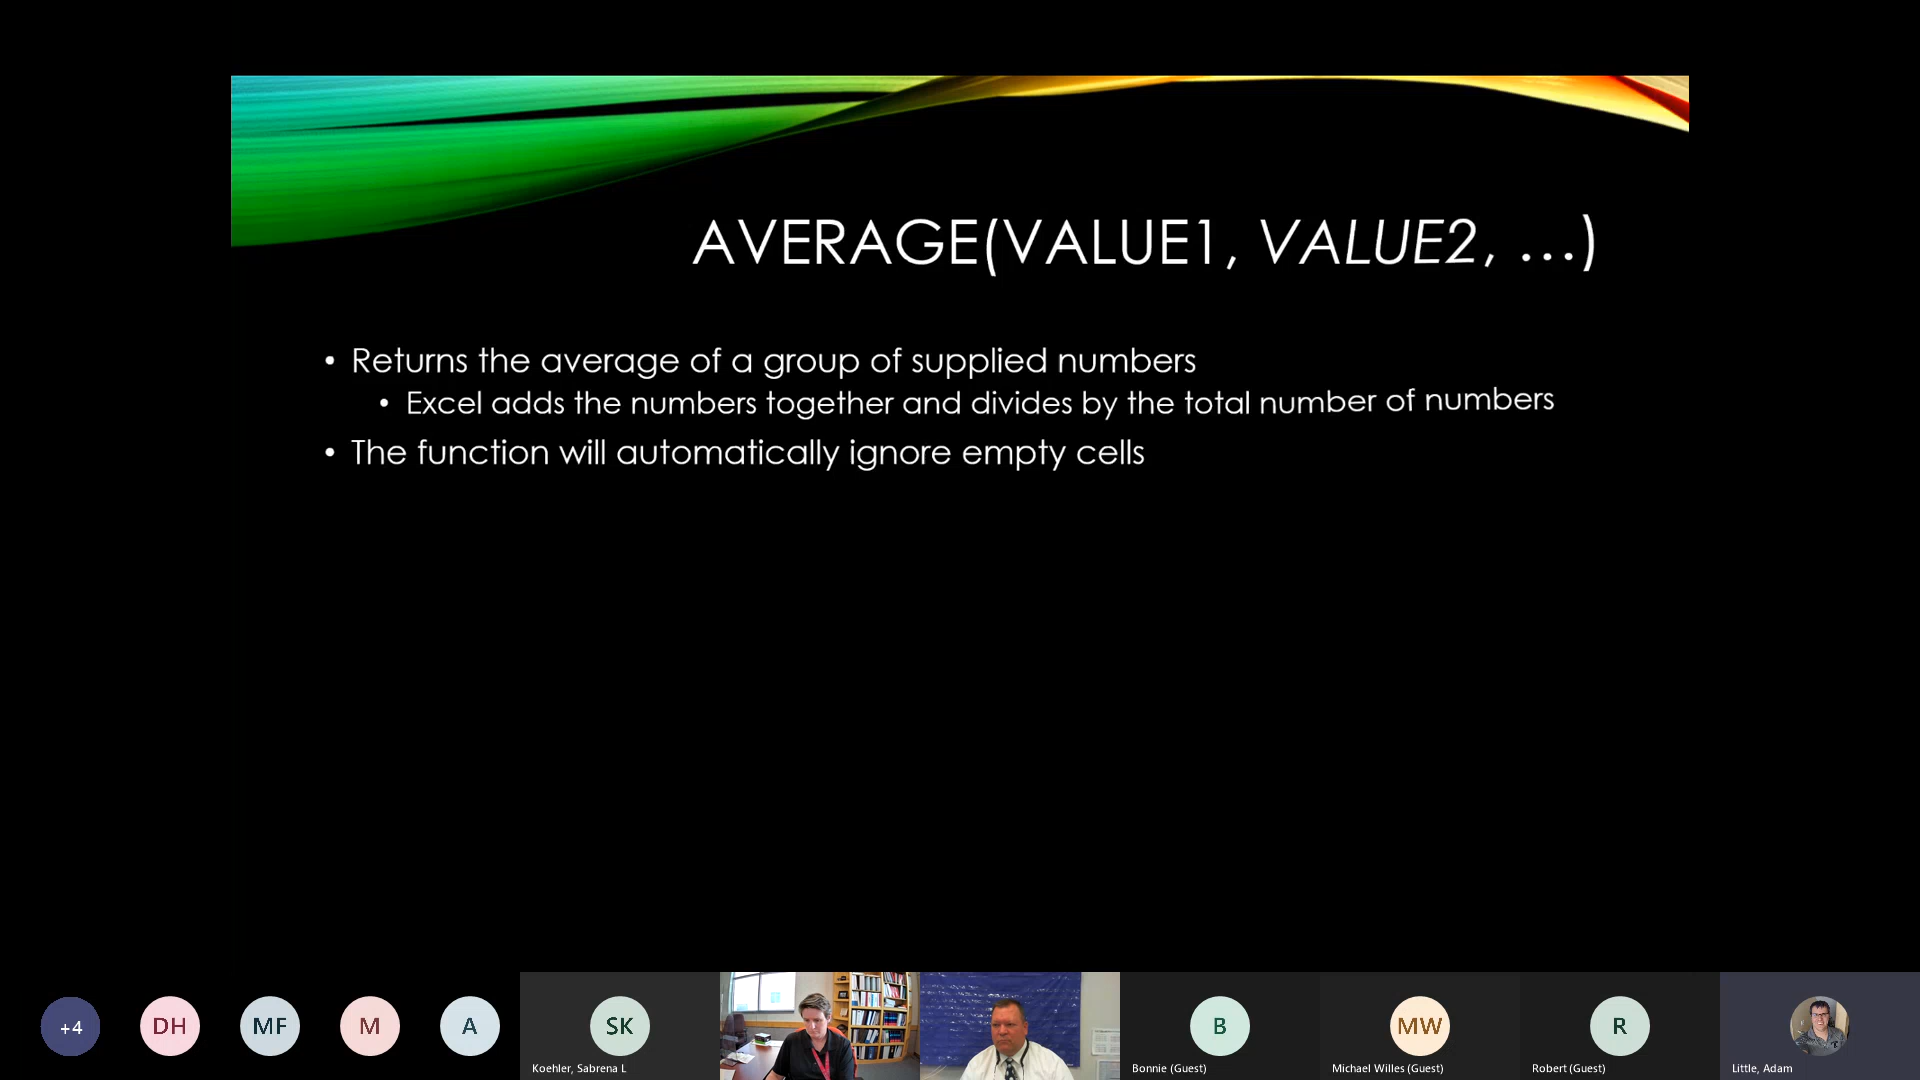 AVERAGE(VALUE1, VALUE2, ...)
• Returns the average of a group of supplied numbers
• Excel adds the numbers together and divides by the total number of numbers
• The function will automatically ignore empty cells
+4
DH
MF
M
A
SK
B
MW
R
Koehler, Sabrena L
Bonnie (Guest)
Michael Willes (Guest)
Robert (Guest)
Little, Adam